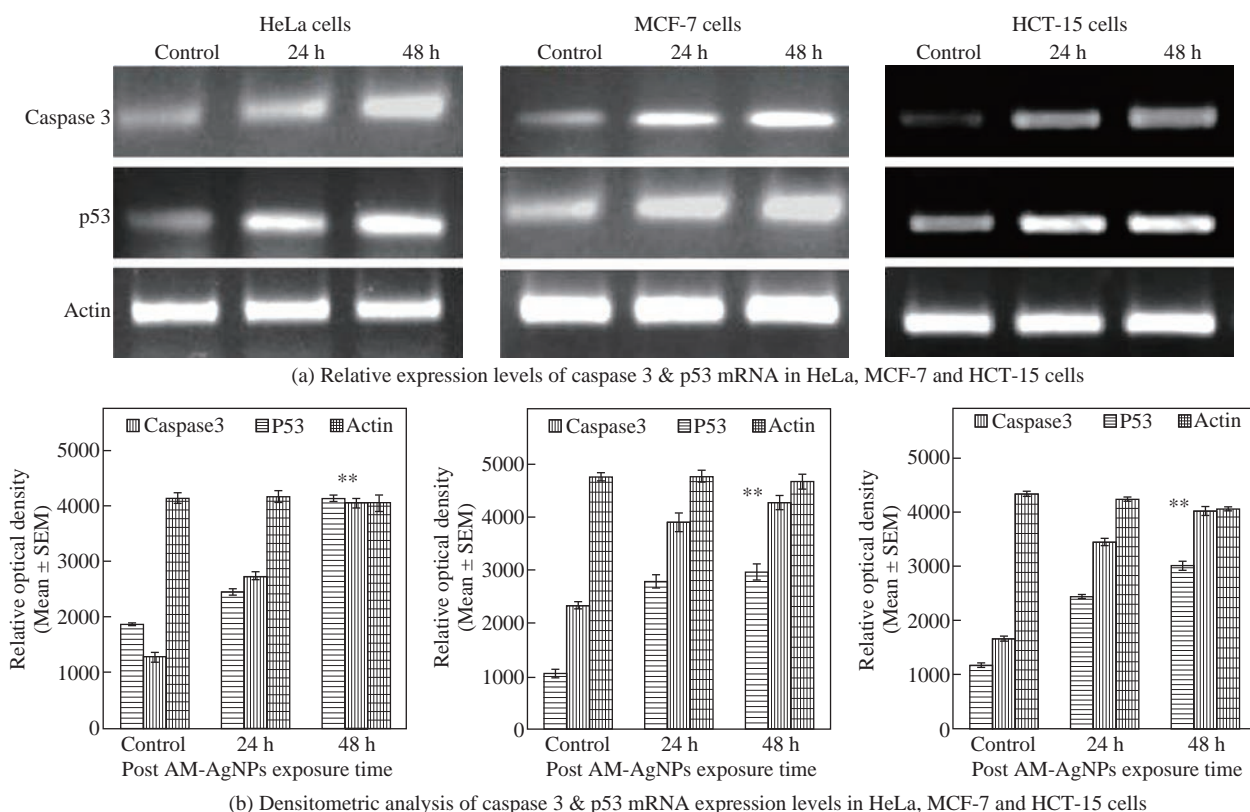 HeLa cells MCF-7 cells HCT-15 cells
Control 24 h 48 h Control 24 h 48 h Control 24 h 48 h
Caspase 3
p53
Actin
(a) Relative expression levels of caspase 3 & p53 mRNA in HeLa, MCF-7 and HCT-15 cells
Relative optical density
(Mean ± SEM)
5000
4000
3000
2000
1000
0
Caspase3 P53 Actin
**
Control 24 h 48 h
Post AM-AgNPs exposure time
Relative optical density
(Mean ± SEM)
5000
4000
3000
2000
1000
0
Caspase3 P53 Actin
**
Control 24 h 48 h
Post AM-AgNPs exposure time
Relative optical density
(Mean ± SEM)
5000
4000
3000
2000
1000
0
Caspase3 P53 Actin
**
Control 24 h 48 h
Post AM-AgNPs exposure time
(b) Densitometric analysis of caspase 3 & p53 mRNA expression levels in HeLa, MCF-7 and HCT-15 cells